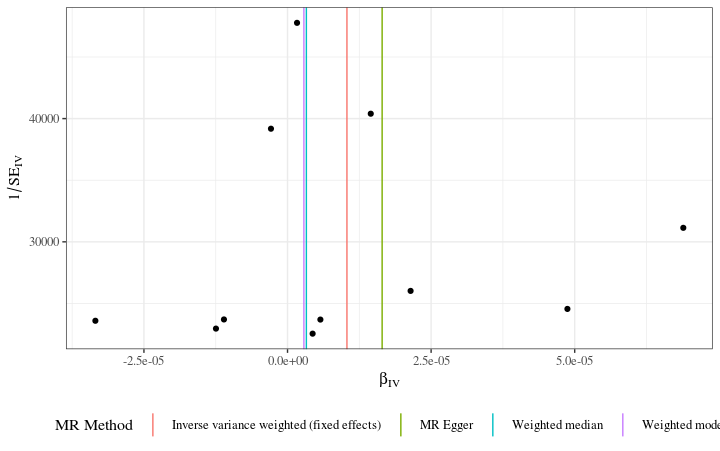 40000
30000
1/SE_IV
-2.5e-05 0.0e+00 2.5e-05 5.0e-05
β_IV
MR Method Inverse variance weighted (fixed effects) MR Egger Weighted median Weighted mode